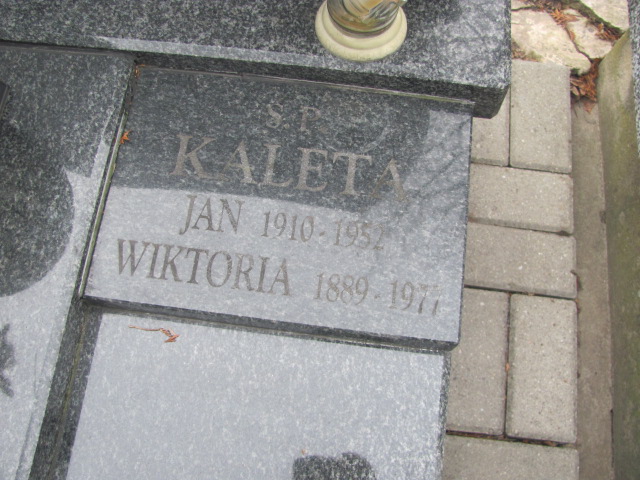 Ś P
KALETA
JAN 1910 - 1952
WIKTORIA 1889 - 1977